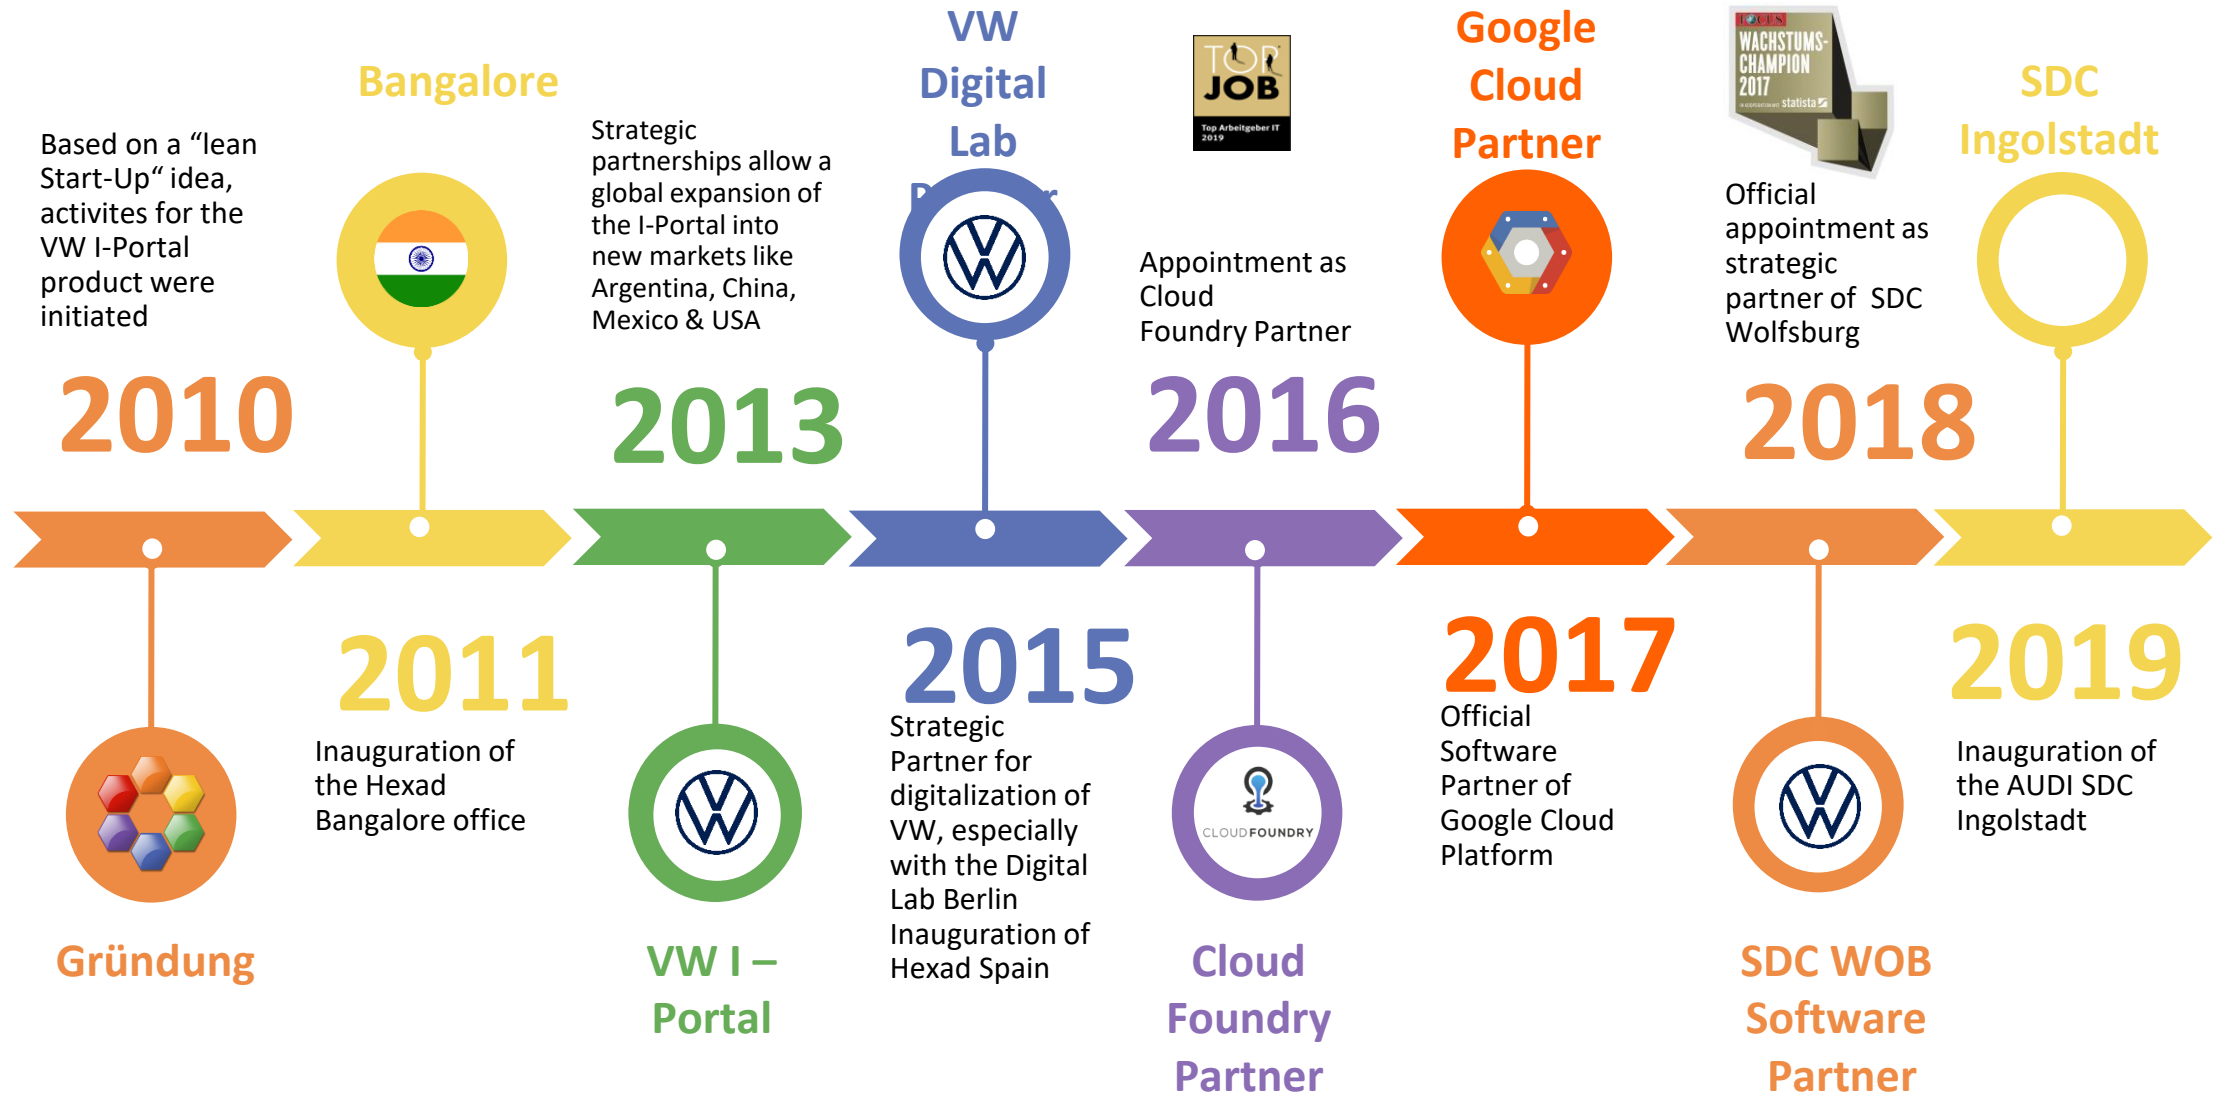 Based on a “lean
Start-Up“ idea,
activites for the
VW I-Portal
product were
initiated
2010
Gründung
Bangalore
2011
Inauguration of
the Hexad
Bangalore office
Strategic
partnerships allow a
global expansion of
the I-Portal into
new markets like
Argentina, China,
Mexico & USA
2013
VW I –
Portal
VW
Digital
Lab
2015
Strategic
Partner for
digitalization of
VW, especially
with the Digital
Lab Berlin
Inauguration of
Hexad Spain
TOP
JOB
Top Arbeitgeber IT
2019
Appointment as
Cloud
Foundry Partner
2016
CLOUDFOUNDRY
Cloud
Foundry
Partner
Google
Cloud
Partner
2017
Official
Software
Partner of
Google Cloud
Platform
FOCUS
WACHSTUMS-
CHAMPION
2017
IN KOOPERATION MIT statista
Official
appointment as
strategic
partner of  SDC
Wolfsburg
2018
SDC WOB
Software
Partner
SDC
Ingolstadt
2019
Inauguration of
the AUDI SDC
Ingolstadt